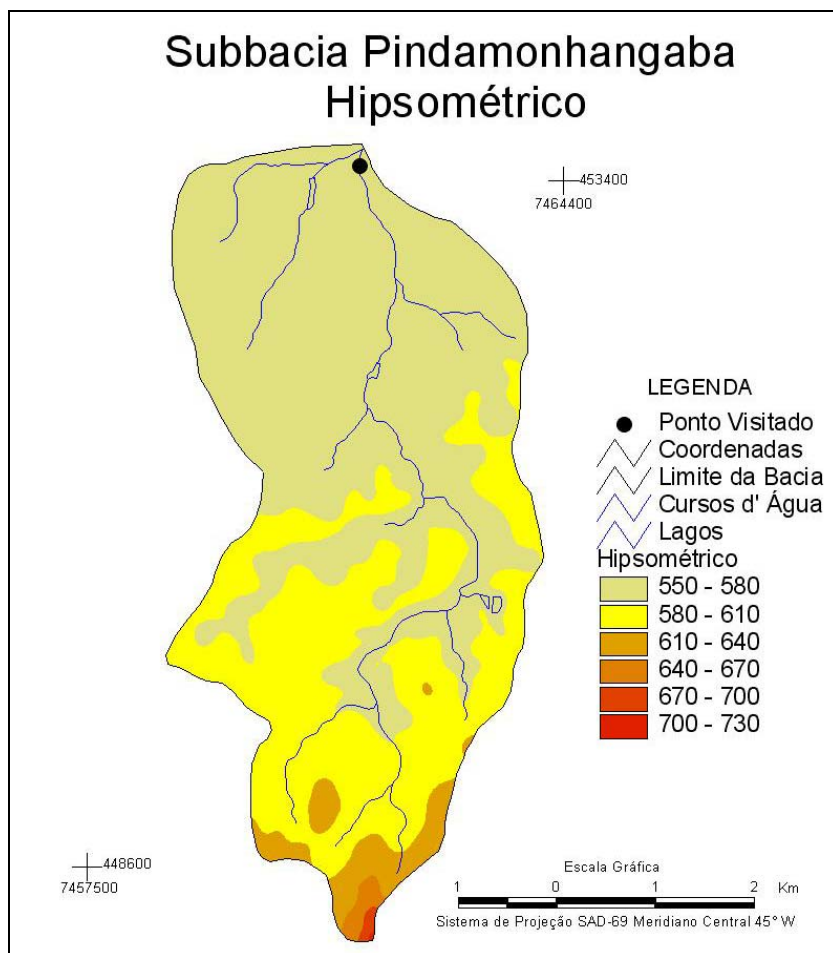 Subbacia Pindamonhangaba
Hipsométrico
453400
7464400
LEGENDA
Ponto Visitado
Coordenadas
Limite da Bacia
Cursos d' Água
Lagos
Hipsométrico
550 - 580
580 - 610
610 - 640
640 - 670
670 - 700
700 - 730
448600
7457500
Escala Gráfica
1 0 1 2 Km
Sistema de Projeção SAD-69 Meridiano Central 45° W